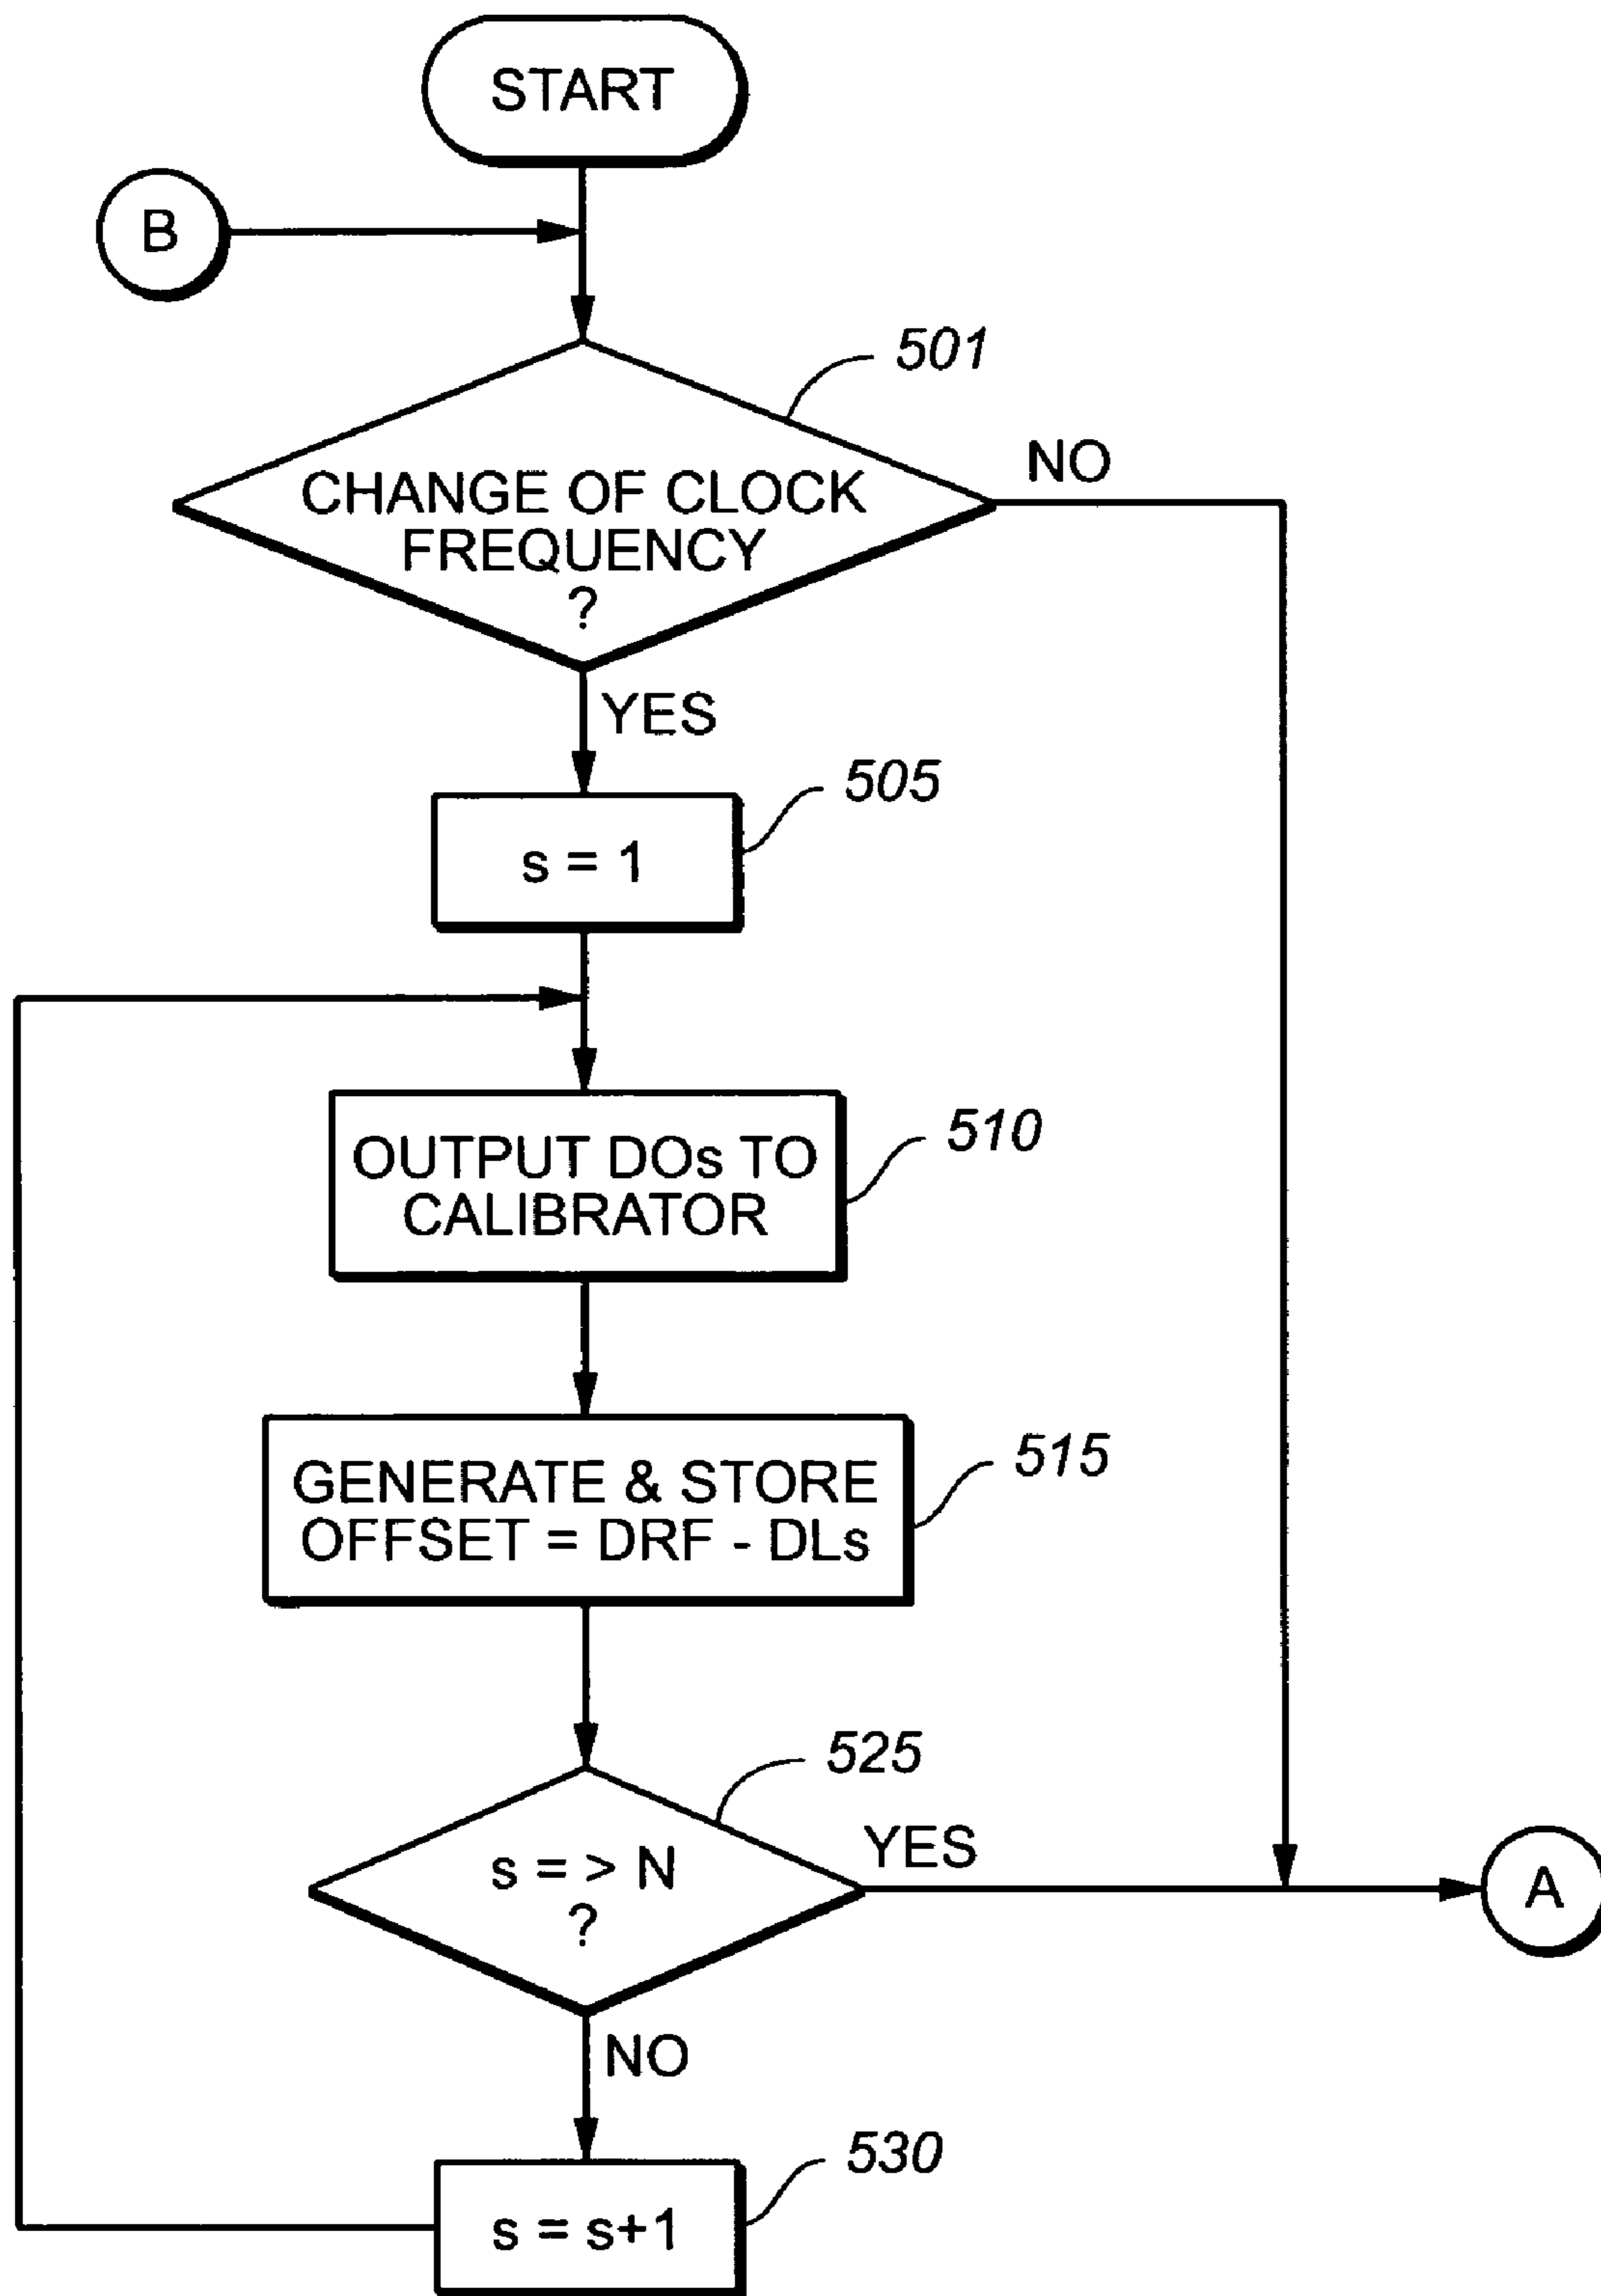 START
B
501
CHANGE OF CLOCK
FREQUENCY
?
NO
YES
505
s = 1
510
OUTPUT DOs TO
CALIBRATOR
515
GENERATE & STORE
OFFSET = DRF - DLs
525
s = > N
?
YES
A
NO
530
s = s+1